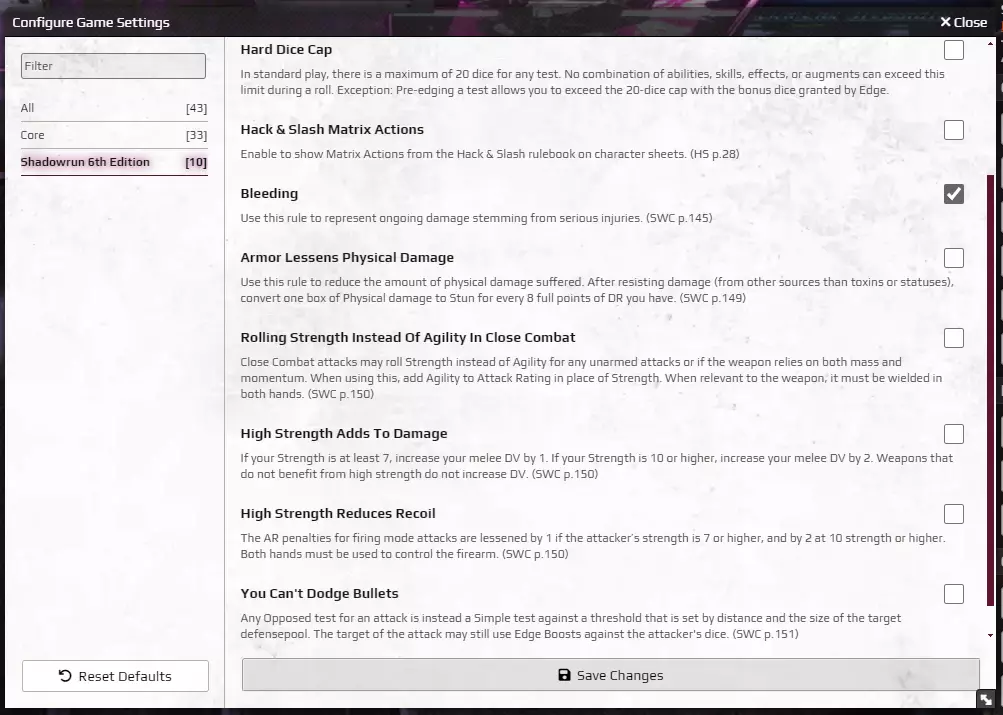 Configure Game Settings
Close
Filter
All [43]
Core [33]
Shadowrun 6th Edition [10]
Hard Dice Cap
In standard play, there is a maximum of 20 dice for any test. No combination of abilities, skills, effects, or augments can exceed this
limit during a roll. Exception: Pre-edging a test allows you to exceed the 20-dice cap with the bonus dice granted by Edge.
Hack & Slash Matrix Actions
Enable to show Matrix Actions from the Hack & Slash rulebook on character sheets. (HS p.28)
Bleeding
Use this rule to represent ongoing damage stemming from serious injuries. (SWC p.145)
Armor Lessens Physical Damage
Use this rule to reduce the amount of physical damage suffered. After resisting damage (from other sources than toxins or statuses),
convert one box of Physical damage to Stun for every 8 full points of DR you have. (SWC p.149)
Rolling Strength Instead Of Agility In Close Combat
Close Combat attacks may roll Strength instead of Agility for any unarmed attacks or if the weapon relies on both mass and
momentum. When using this, add Agility to Attack Rating in place of Strength. When relevant to the weapon, it must be wielded in
both hands. (SWC p.150)
High Strength Adds To Damage
If your Strength is at least 7, increase your melee DV by 1. If your Strength is 10 or higher, increase your melee DV by 2. Weapons that
do not benefit from high strength do not increase DV. (SWC p.150)
High Strength Reduces Recoil
The AR penalties for firing mode attacks are lessened by 1 if the attacker's strength is 7 or higher, and by 2 at 10 strength or higher.
Both hands must be used to control the firearm. (SWC p.150)
You Can't Dodge Bullets
Any Opposed test for an attack is instead a Simple test against a threshold that is set by distance and the size of the target
defensepool. The target of the attack may still use Edge Boosts against the attacker's dice. (SWC p.151)
Reset Defaults
Save Changes